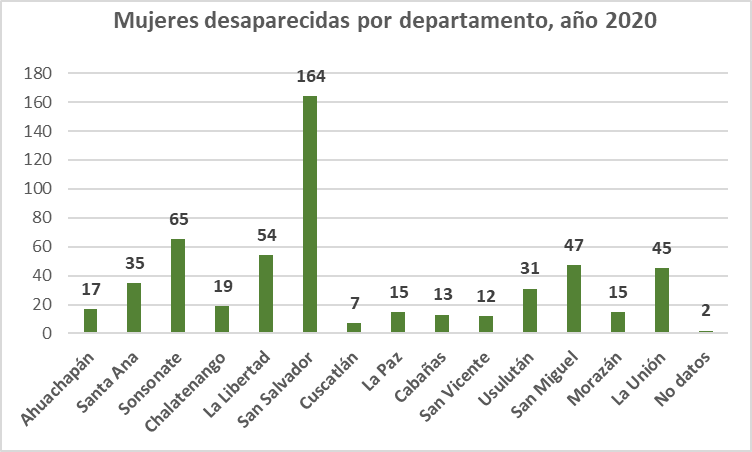 Mujeres desaparecidas por departamento, año 2020
180
160
140
120
100
80
60
40
20
0
17
35
65
19
54
164
7
15
13
12
31
47
15
45
2
Ahuachapán
Santa Ana
Sonsonate
Chalatenango
La Libertad
San Salvador
Cuscatlán
La Paz
Cabañas
San Vicente
Usulután
San Miguel
Morazán
La Unión
No datos